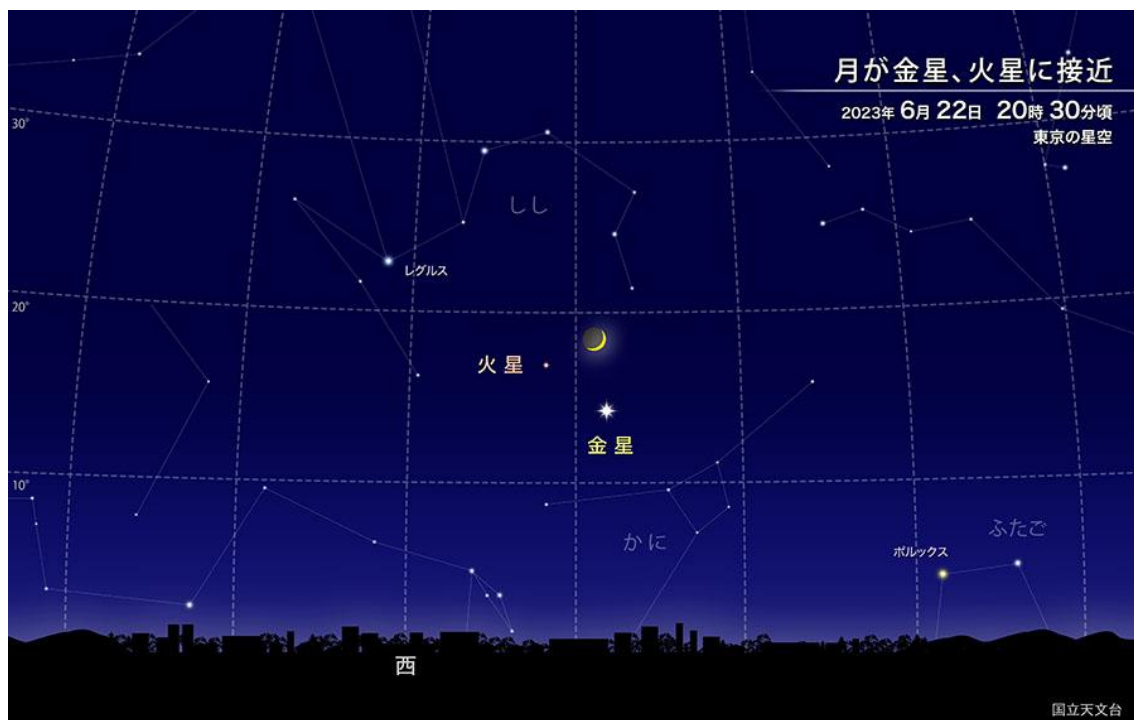 月が金星、火星に接近
2023年 6月 22日 20時 30分頃
東京の星空
30°
しし
レグルス
20°
火星
金星
10°
かに
ふたご
ポルックス
西
国立天文台